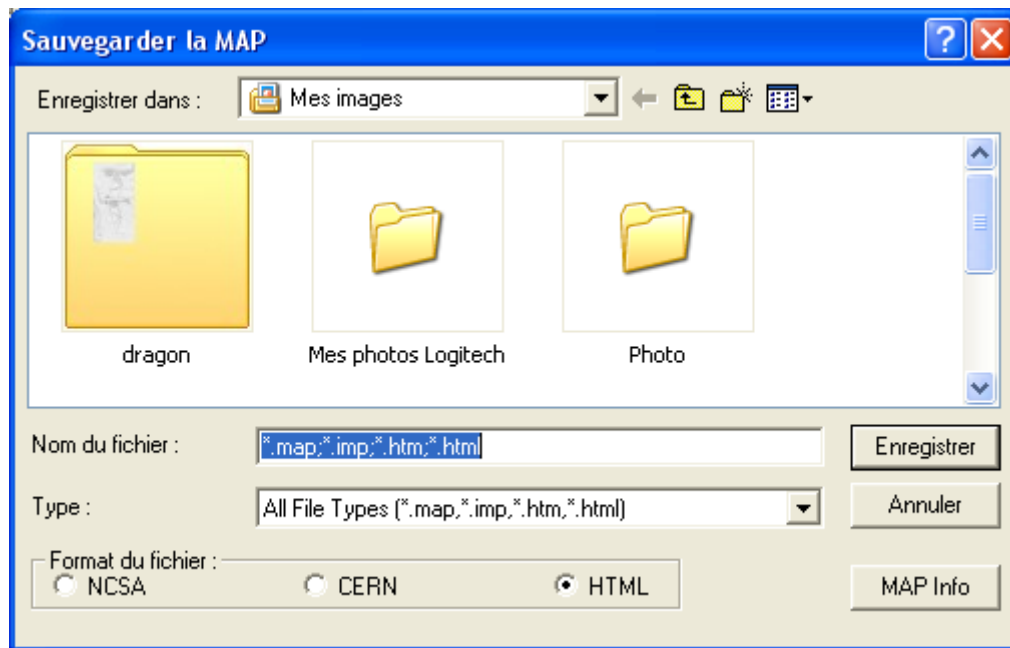 Sauvegarder la MAP
Enregistrer dans :
Mes images
dragon
Mes photos Logitech
Photo
Nom du fichier :
*.map;*.imp;*.htm;*.html
Enregistrer
Type :
All File Types (*.map,*.imp,*.htm,*.html)
Annuler
Format du fichier :
NCSA
CERN
HTML
MAP Info